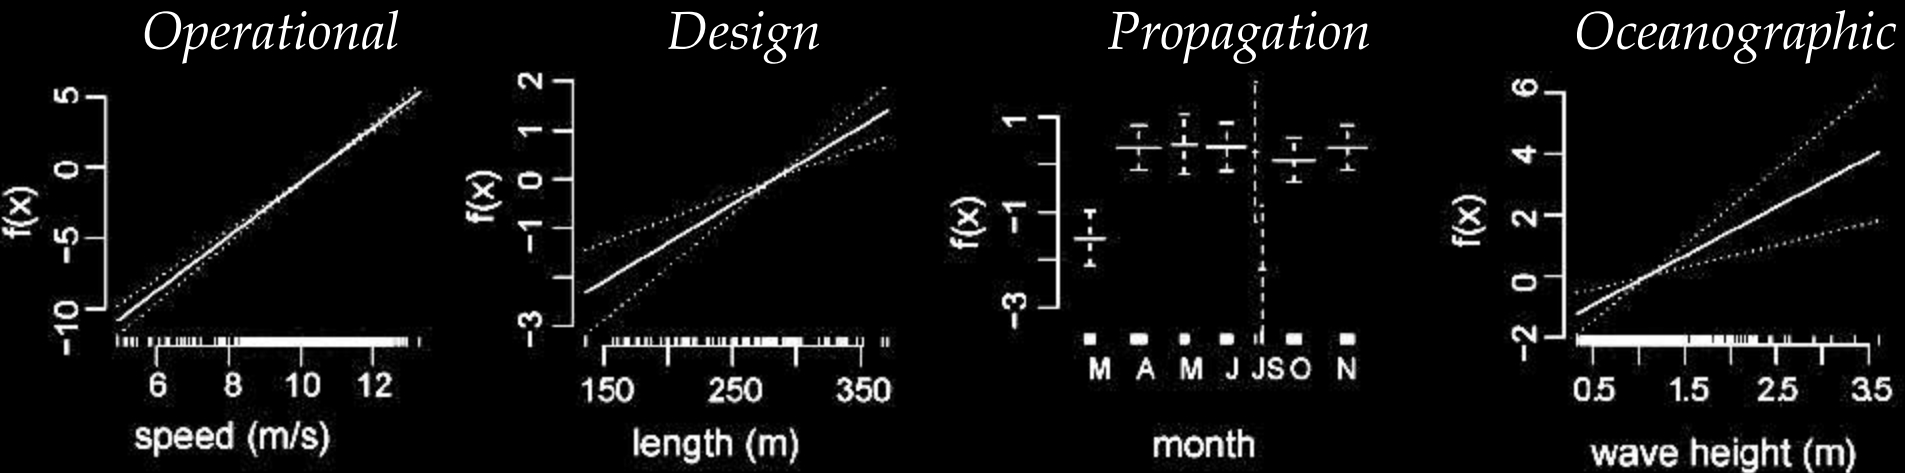 Operational
Design
Propagation
Oceanographic
f(x)
5
0
−5
−10
6 8 10 12
speed (m/s)
f(x)
2
1
0
−1
−3
150 250 350
length (m)
f(x)
1
−1
−3
M A M J J S O N
month
f(x)
6
4
2
0
−2
0.5 1.5 2.5 3.5
wave height (m)